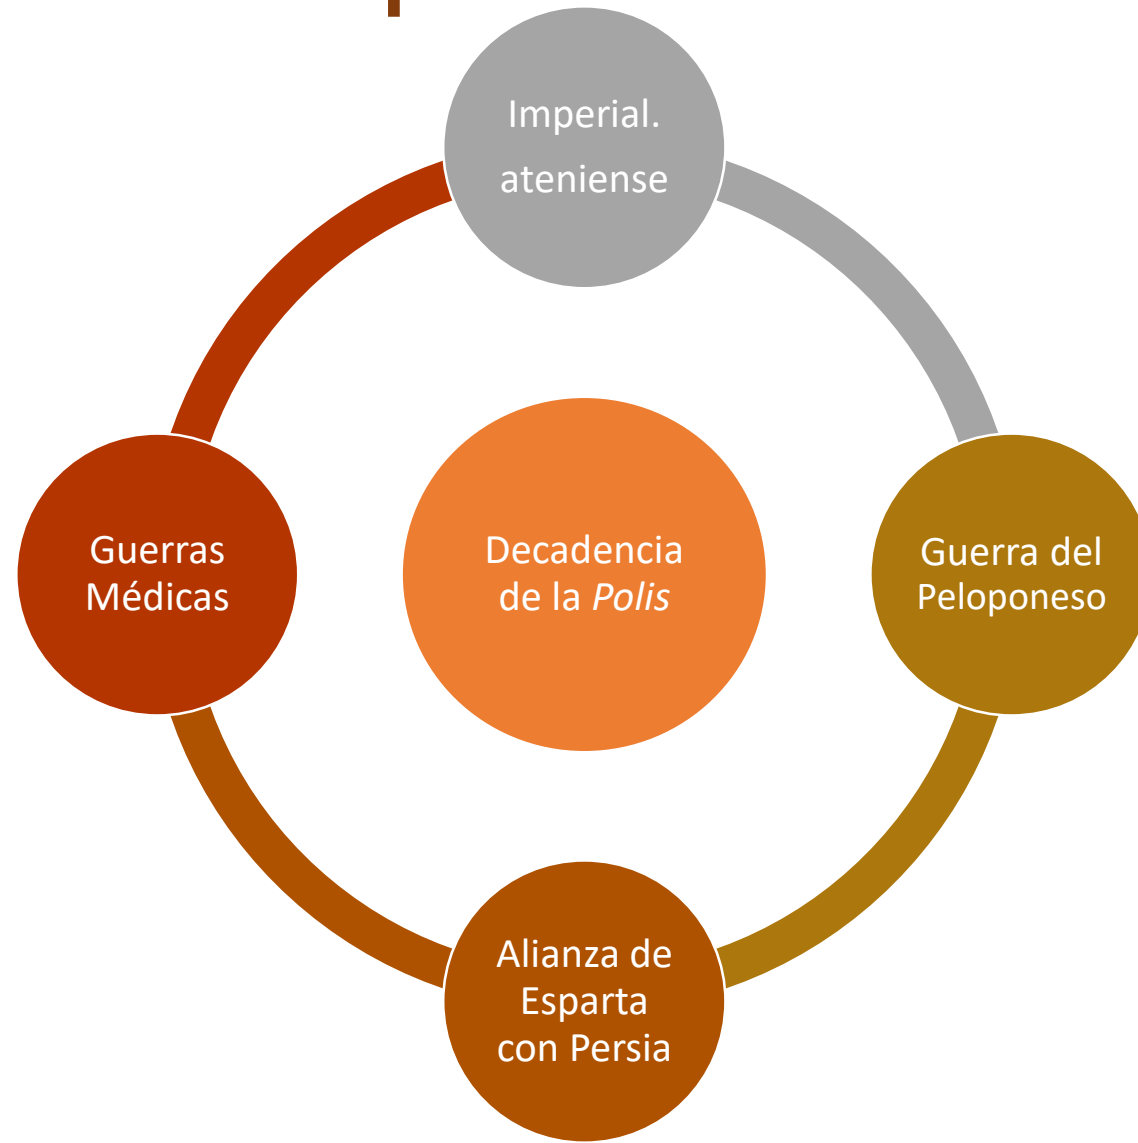 Imperial.
ateniense
Guerras
Médicas
Decadencia
de la Polis
Guerra del
Peloponeso
Alianza de
Esparta
con Persia